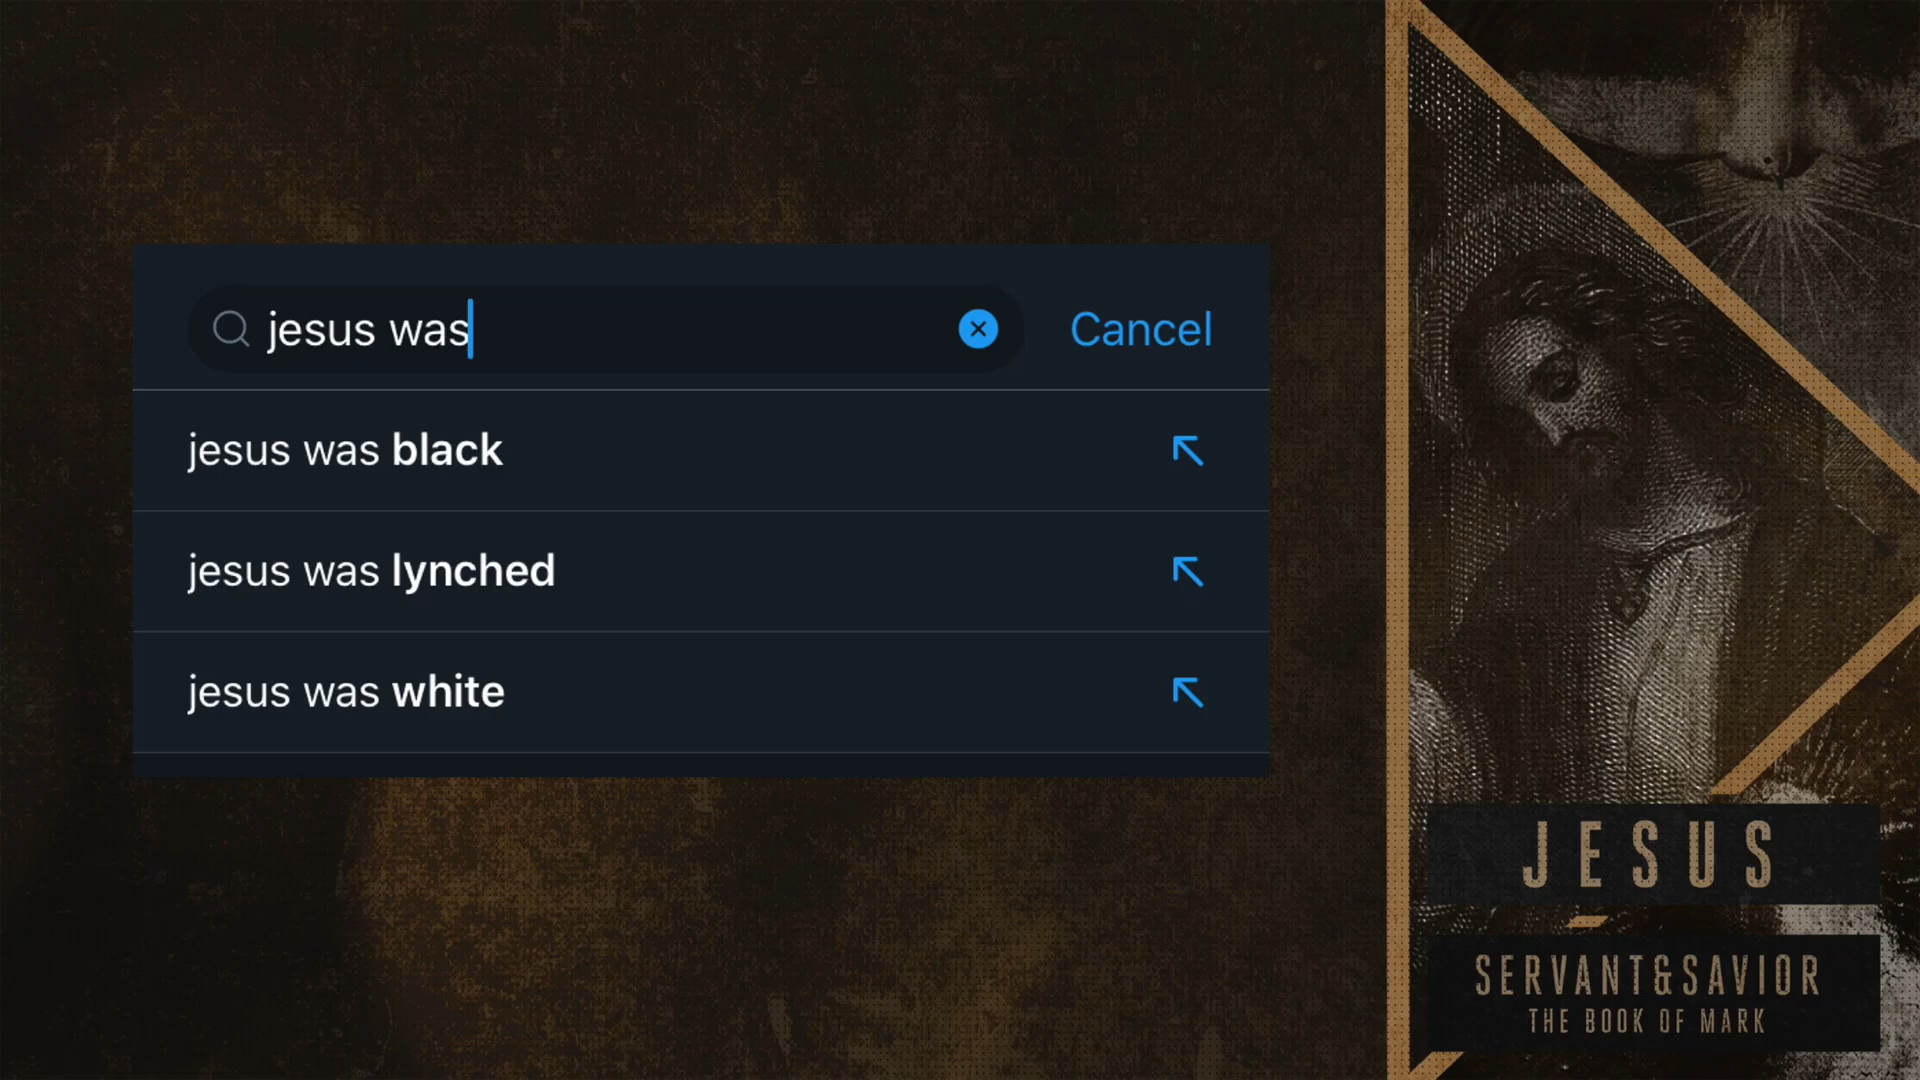 jesus was
Cancel
jesus was black
jesus was lynched
jesus was white
JESUS
SERVANT&SAVIOR
THE BOOK OF MARK